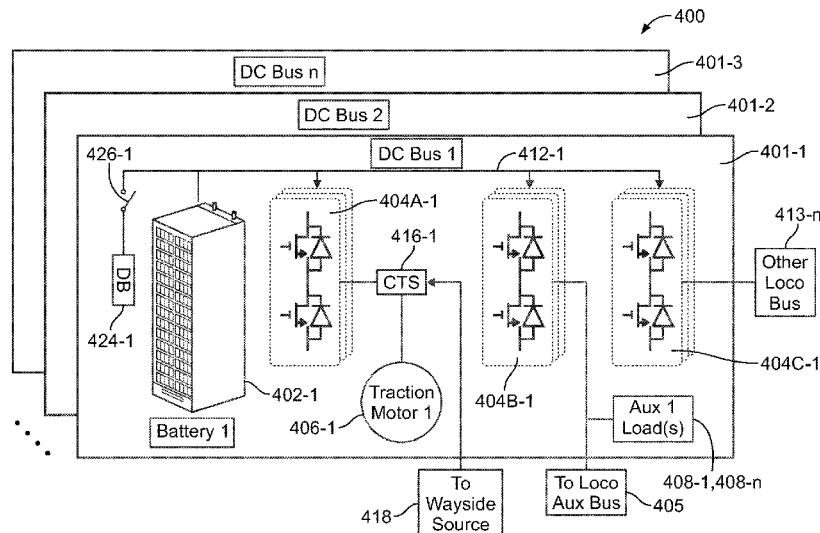 400
DC Bus n
401-3
DC Bus 2
401-2
DC Bus 1
412-1
401-1
426-1
404A-1
416-1
413-n
CTS
Other
Loco
Bus
DB
424-1
402-1
Traction
Motor 1
406-1
404B-1
404C-1
Battery 1
Aux 1
Load(s)
408-1,408-n
To
Wayside
Source
418
To Loco
Aux Bus
405